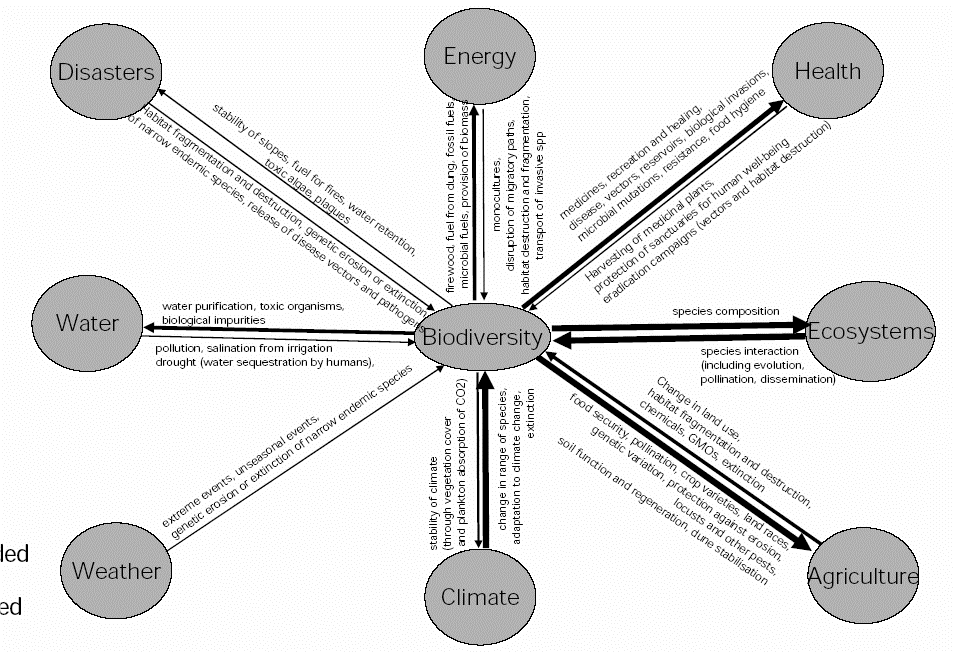 Disasters
Energy
Health
stability of slopes, fuel for fires, water retention,
toxic algae, plaques
Habitat fragmentation and destruction, genetic erosion or extinction
of narrow endemic species, release of disease vectors and pathogens
firewood, fuel from dung, fossil fuels,
microbial fuels, provision of biomass
monocultures,
disruption of migratory paths,
habitat destruction and fragmentation,
transport of invasive spp
medicines, recreation and healing,
disease, vectors, reservoirs, biological invasions,
microbial mutations, resistance, food hygiene
Harvesting of medicinal plants,
protection of sanctuaries for human well-being
eradication campaigns (vectors and habitat destruction)
Water
water purification, toxic organisms,
biological impurities
pollution, salination from irrigation
drought (water sequestration by humans),
Biodiversity
species composition
species interaction
(including evolution,
pollination, dissemination)
Ecosystems
extreme events, unseasonal events,
genetic erosion or extinction of narrow endemic species
stability of climate
(through vegetation cover
and plankton absorption of CO2)
change in range of species,
adaptation to climate change,
extinction
Change in land use,
habitat fragmentation and destruction,
chemicals, GMOs, extinction
food security, pollination, crop varieties, land races,
genetic variation, protection against erosion,
locusts and other pests,
soil function and regeneration, dune stabilisation
ded
ed
Weather
Climate
Agriculture